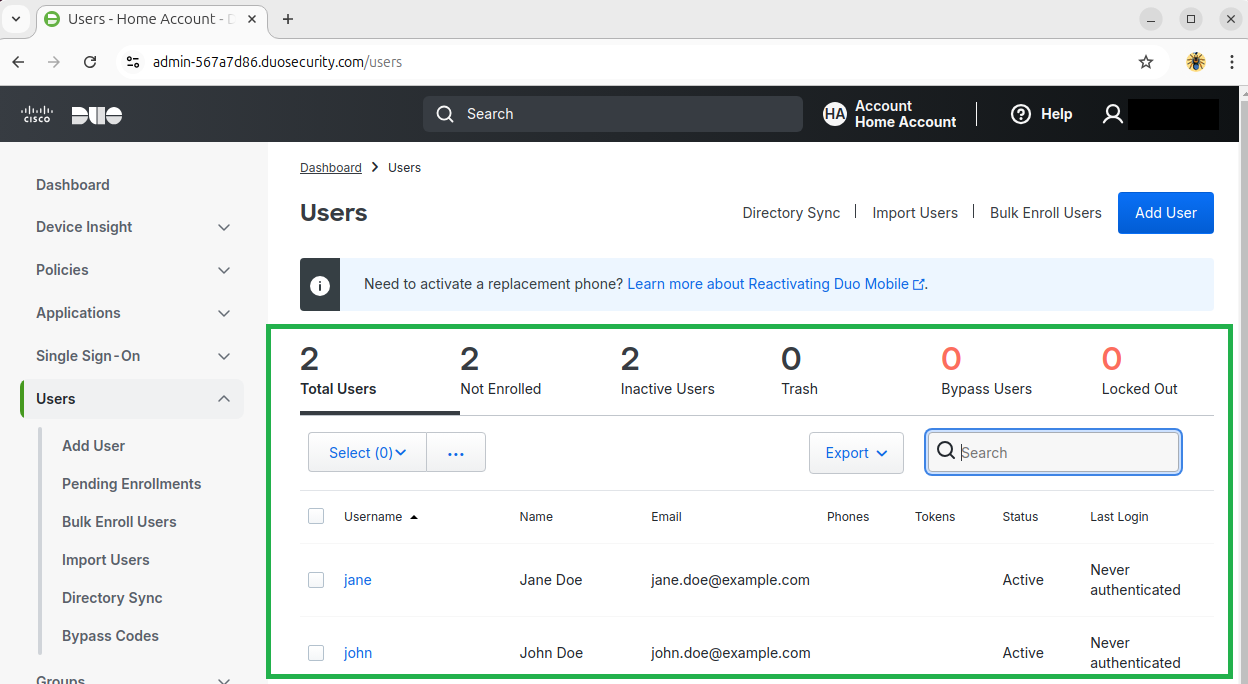 Users - Home Account - D
admin-567a7d86.duosecurity.com/users
CISCO DUO
Search
HA
Account
Home Account
Help
Dashboard
Device Insight
Policies
Applications
Single Sign-On
Users
Add User
Pending Enrollments
Bulk Enroll Users
Import Users
Directory Sync
Bypass Codes
Groups
Dashboard > Users
Users
Directory Sync | Import Users | Bulk Enroll Users
Add User
Need to activate a replacement phone? Learn more about Reactivating Duo Mobile.
2 2 2 0 0 0
Total Users Not Enrolled Inactive Users Trash Bypass Users Locked Out
Select (0) ... Export Search
Username Name Email Phones Tokens Status Last Login
jane Jane Doe jane.doe@example.com Active Never
authenticated
john John Doe john.doe@example.com Active Never
authenticated